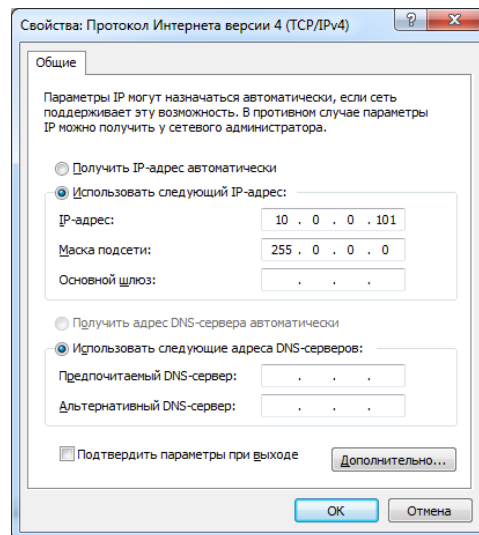 Свойства: Протокол Интернета версии 4 (TCP/IPv4)
Общие
Параметры IP могут назначаться автоматически, если сеть
поддерживает эту возможность. В противном случае параметры
IP можно получить у сетевого администратора.
Получить IP-адрес автоматически
Использовать следующий IP-адрес:
IP-адрес: 10 . 0 . 0 . 101
Маска подсети: 255 . 0 . 0 . 0
Основной шлюз: . . .
Получить адрес DNS-сервера автоматически
Использовать следующие адреса DNS-серверов:
Предпочитаемый DNS-сервер: . . .
Альтернативный DNS-сервер: . . .
Подтвердить параметры при выходе
Дополнительно...
ОК Отмена